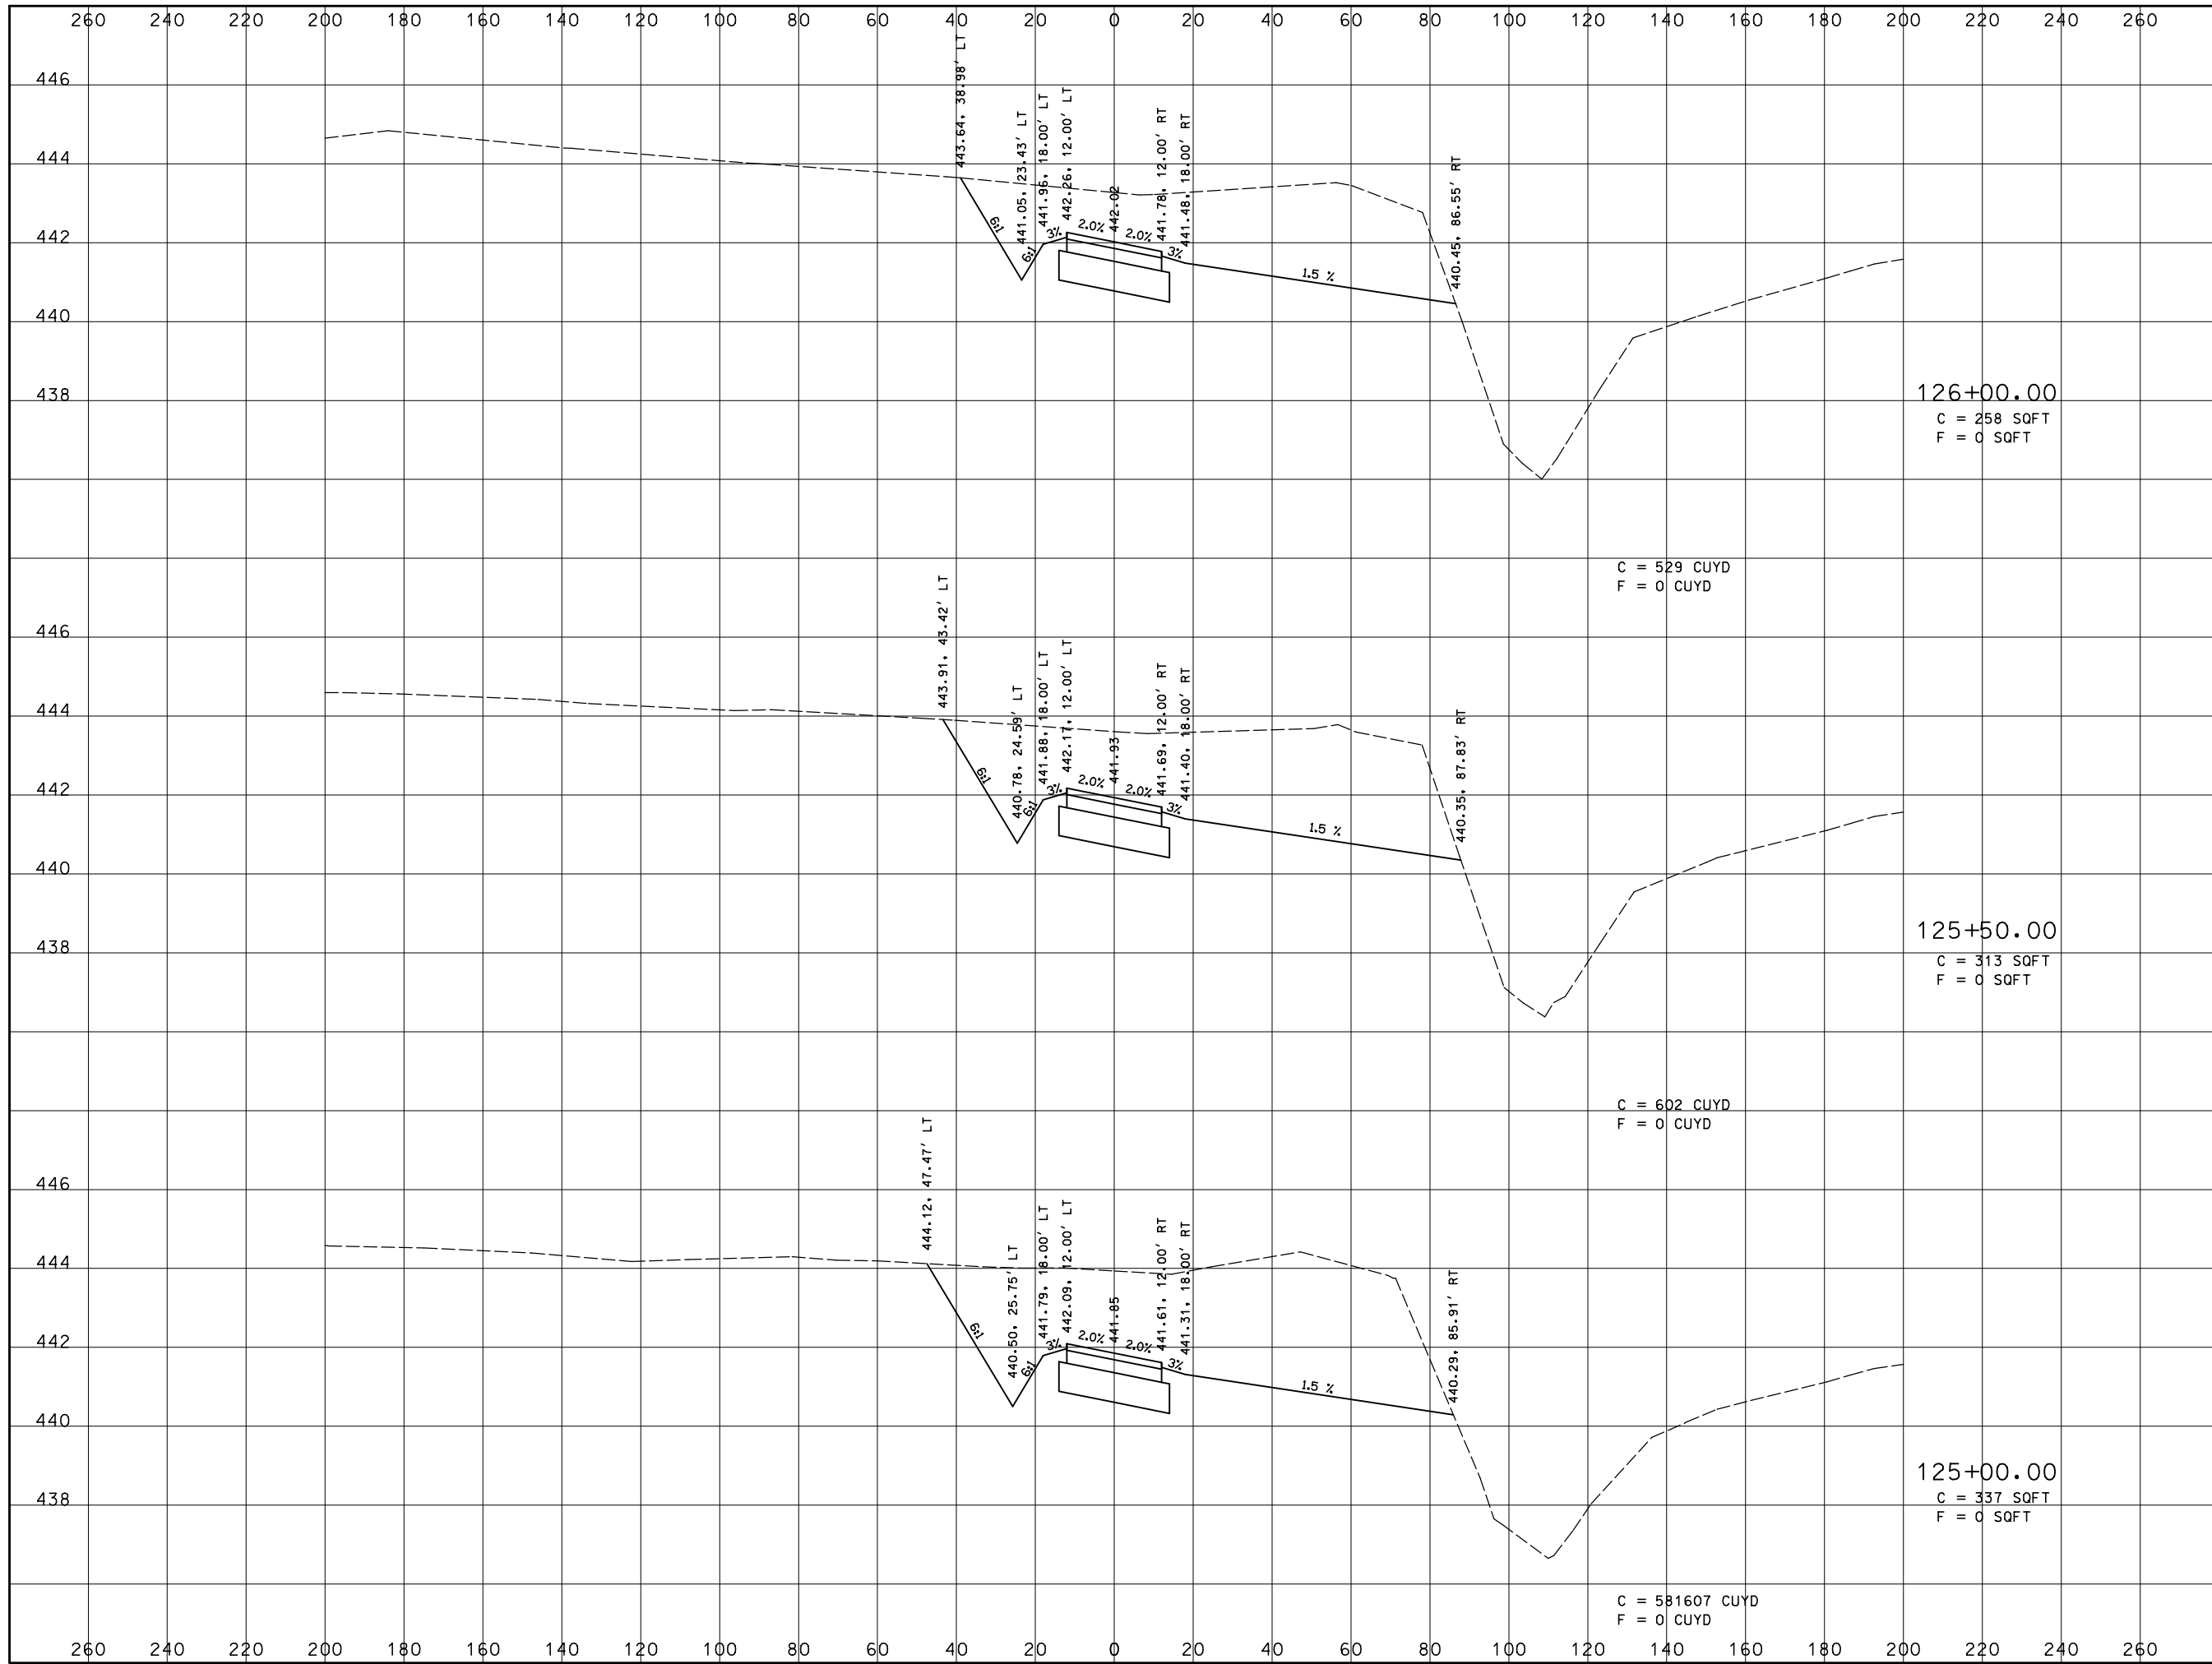 260 240 220 200 180 160 140 120 100 80 60 40 20 0 20 40 60 80 100 120 140 160 180 200 220 240 260
446
444
442
440
438
443.64, 38.98' LT
441.05, 23.43' LT
441.96, 18.00' LT
442.26, 12.00' LT
442.02
441.78, 12.00' RT
441.48, 18.00' RT
440.45, 86.55' RT
6:1
6:1
3%
2.0%
2.0%
3%
1.5 %
126+00.00
C = 258 SQFT
F = 0 SQFT
C = 529 CUYD
F = 0 CUYD
446
444
442
440
438
443.91, 43.42' LT
440.78, 24.59' LT
441.88, 18.00' LT
442.17, 12.00' LT
441.93
441.69, 12.00' RT
441.40, 18.00' RT
440.35, 87.83' RT
6:1
6:1
3%
2.0%
2.0%
3%
1.5 %
125+50.00
C = 313 SQFT
F = 0 SQFT
C = 602 CUYD
F = 0 CUYD
446
444
442
440
438
444.12, 47.47' LT
440.50, 25.75' LT
441.79, 18.00' LT
442.09, 12.00' LT
441.85
441.61, 12.00' RT
441.31, 18.00' RT
440.29, 85.91' RT
6:1
6:1
3%
2.0%
2.0%
3%
1.5 %
125+00.00
C = 337 SQFT
F = 0 SQFT
C = 581607 CUYD
F = 0 CUYD
260 240 220 200 180 160 140 120 100 80 60 40 20 0 20 40 60 80 100 120 140 160 180 200 220 240 260